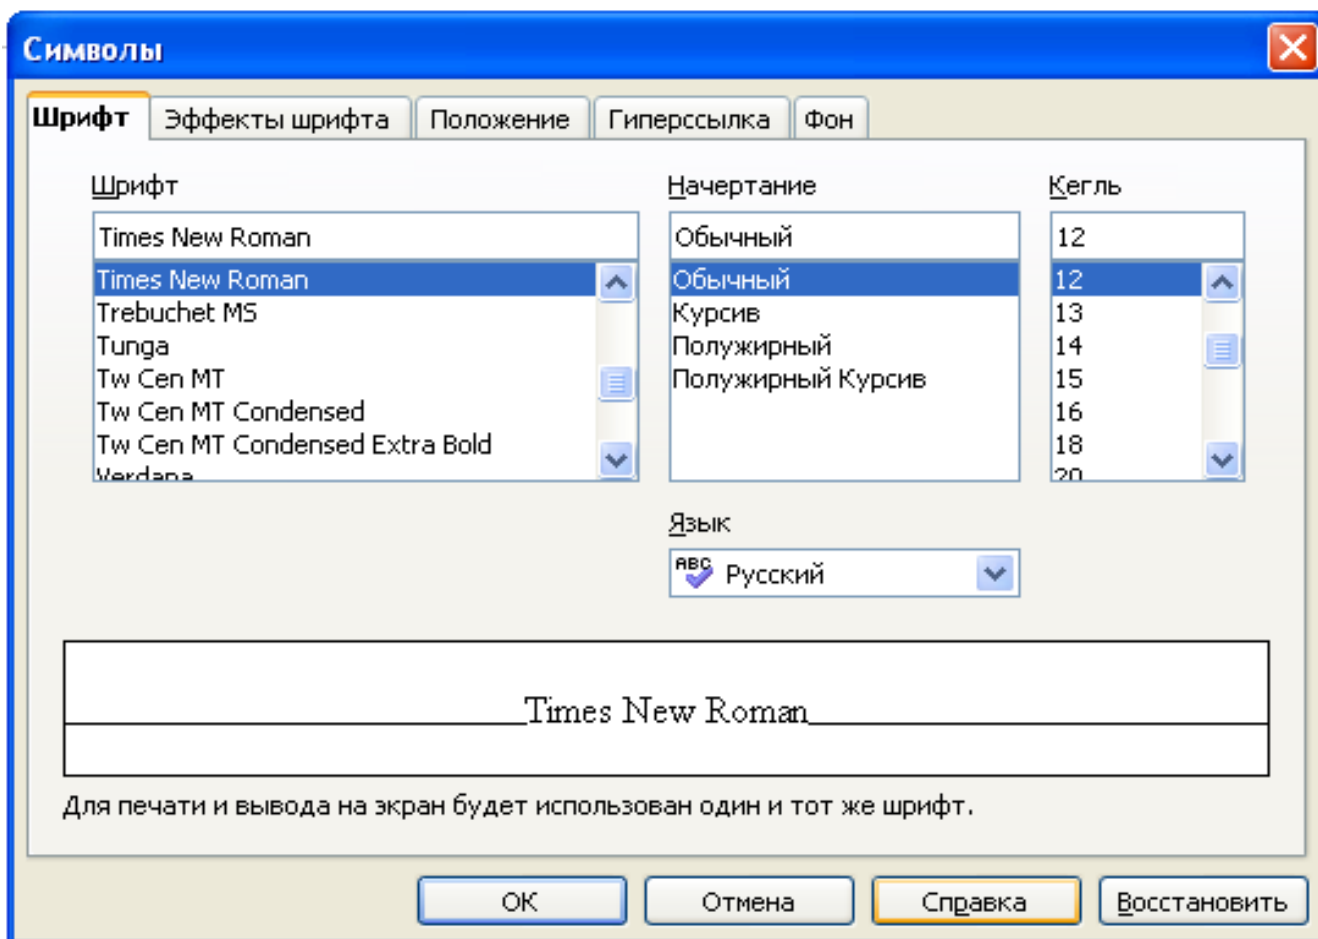 Символы
Шрифт Эффекты шрифта Положение Гиперссылка Фон
Шрифт Начертание Кегль
Times New Roman Обычный 12
Times New Roman Обычный 12
Trebuchet MS Курсив 13
Tunga Полужирный 14
Tw Cen MT Полужирный Курсив 15
Tw Cen MT Condensed 16
Tw Cen MT Condensed Extra Bold 18
Verdana 20
Язык
ABC Русский
Times New Roman
Для печати и вывода на экран будет использован один и тот же шрифт.
ОК Отмена Справка Восстановить